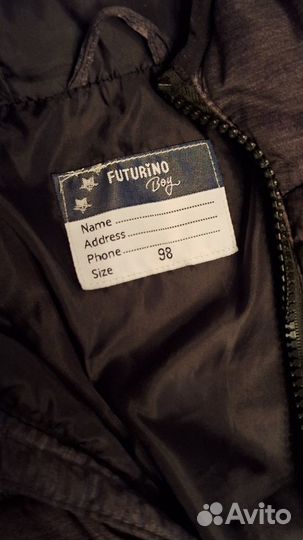 FUTURINO
Boy
Name..............................
Address..........................
Phone.............................
Size 98
Avito